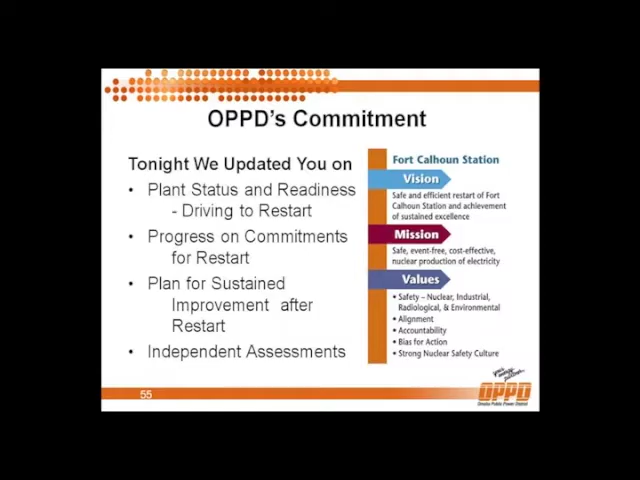 OPPD's Commitment
Tonight We Updated You on
• Plant Status and Readiness
- Driving to Restart
• Progress on Commitments
for Restart
• Plan for Sustained
Improvement after
Restart
• Independent Assessments
Fort Calhoun Station
Vision
Safe and efficient restart of Fort
Calhoun Station and achievement
of sustained excellence
Mission
Safe, event-free, cost-effective,
nuclear production of electricity
Values
• Safety – Nuclear, Industrial,
Radiological, & Environmental
• Alignment
• Accountability
• Bias for Action
• Strong Nuclear Safety Culture
55
OPPD
Omaha Public Power District